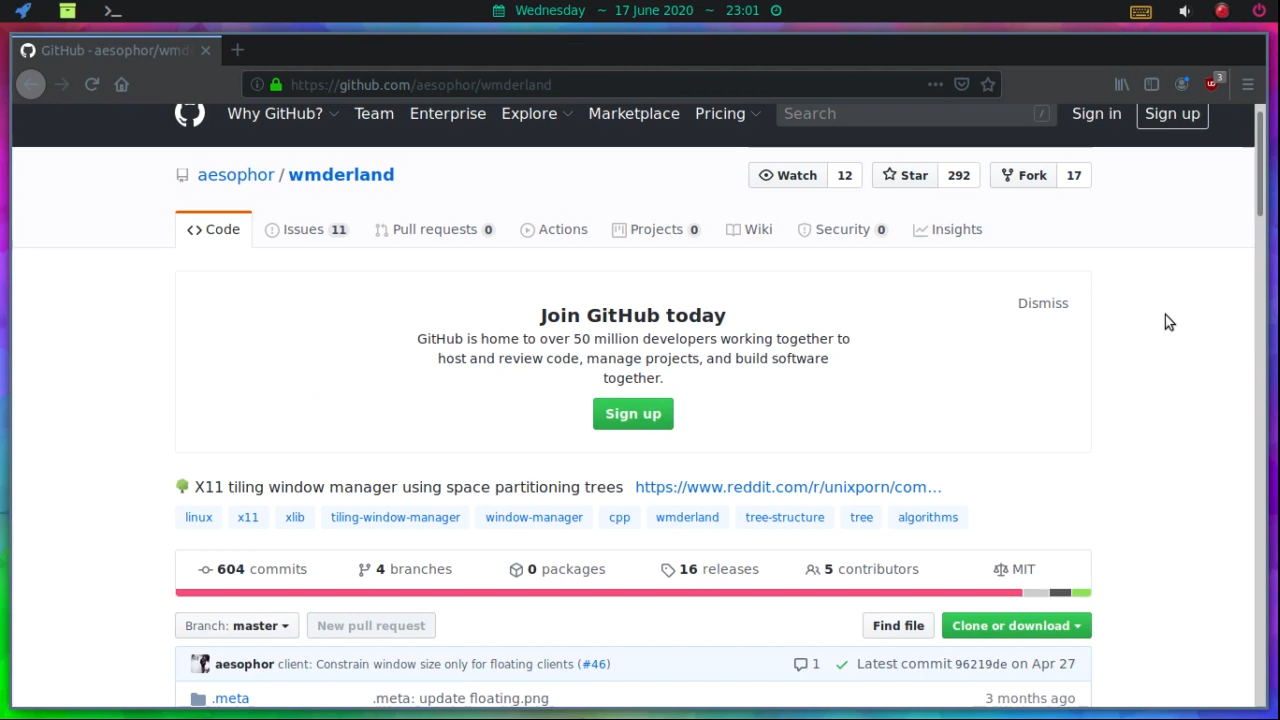 Wednesday ~ 17 June 2020 ~ 23:01
GitHub - aesophor/wmd
https://github.com/aesophor/wmderland
3
Why GitHub? Team Enterprise Explore Marketplace Pricing Search / Sign in Sign up
aesophor / wmderland
Watch 12 Star 292 Fork 17
Code Issues 11 Pull requests 0 Actions Projects 0 Wiki Security 0 Insights
Dismiss
Join GitHub today
GitHub is home to over 50 million developers working together to
host and review code, manage projects, and build software
together.
Sign up
X11 tiling window manager using space partitioning trees https://www.reddit.com/r/unixporn/com…
linux x11 xlib tiling-window-manager window-manager cpp wmderland tree-structure tree algorithms
604 commits 4 branches 0 packages 16 releases 5 contributors MIT
Branch: master New pull request Find file Clone or download
aesophor client: Constrain window size only for floating clients (#46) 1 Latest commit 96219de on Apr 27
.meta .meta: update floating.png 3 months ago